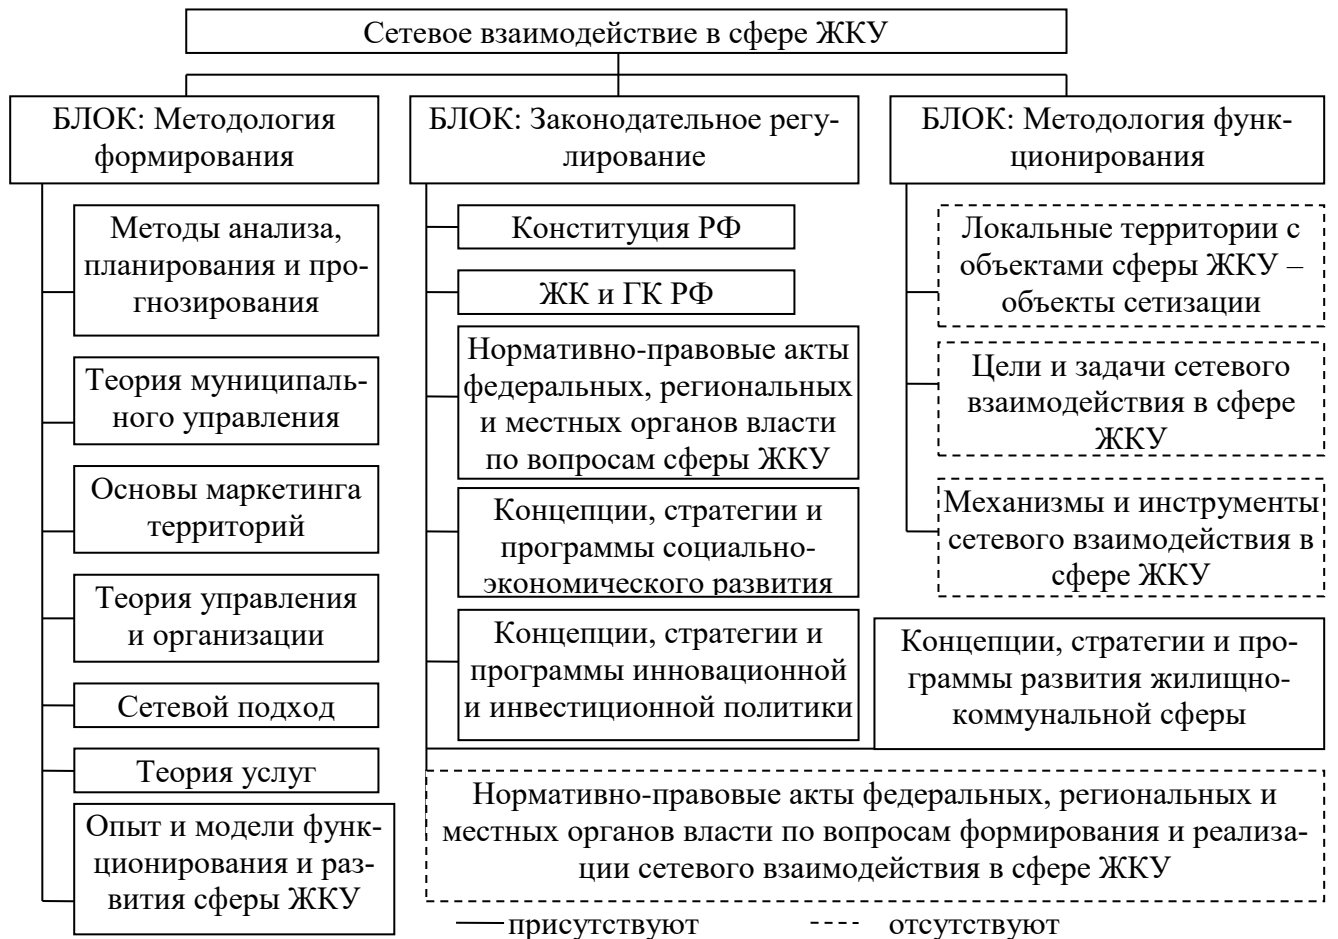 Сетевое взаимодействие в сфере ЖКУ
БЛОК: Методология
формирования
Методы анализа,
планирования и про-
гнозирования
Теория муниципаль-
ного управления
Основы маркетинга
территорий
Теория управления
и организации
Сетевой подход
Теория услуг
Опыт и модели функ-
ционирования и раз-
вития сферы ЖКУ
БЛОК: Законодательное регу-
лирование
Конституция РФ
ЖК и ГК РФ
Нормативно-правовые акты
федеральных, региональных
и местных органов власти
по вопросам сферы ЖКУ
Концепции, стратегии и
программы социально-
экономического развития
Концепции, стратегии и
программы инновационной
и инвестиционной политики
Концепции, стратегии и про-
граммы развития жилищно-
коммунальной сферы
Нормативно-правовые акты федеральных, региональных и
местных органов власти по вопросам формирования и реализа-
ции сетевого взаимодействия в сфере ЖКУ
БЛОК: Методология функ-
ционирования
Локальные территории с
объектами сферы ЖКУ –
объекты сетизации
Цели и задачи сетевого
взаимодействия в сфере
ЖКУ
Механизмы и инструменты
сетевого взаимодействия в
сфере ЖКУ
присутствуют
отсутствуют